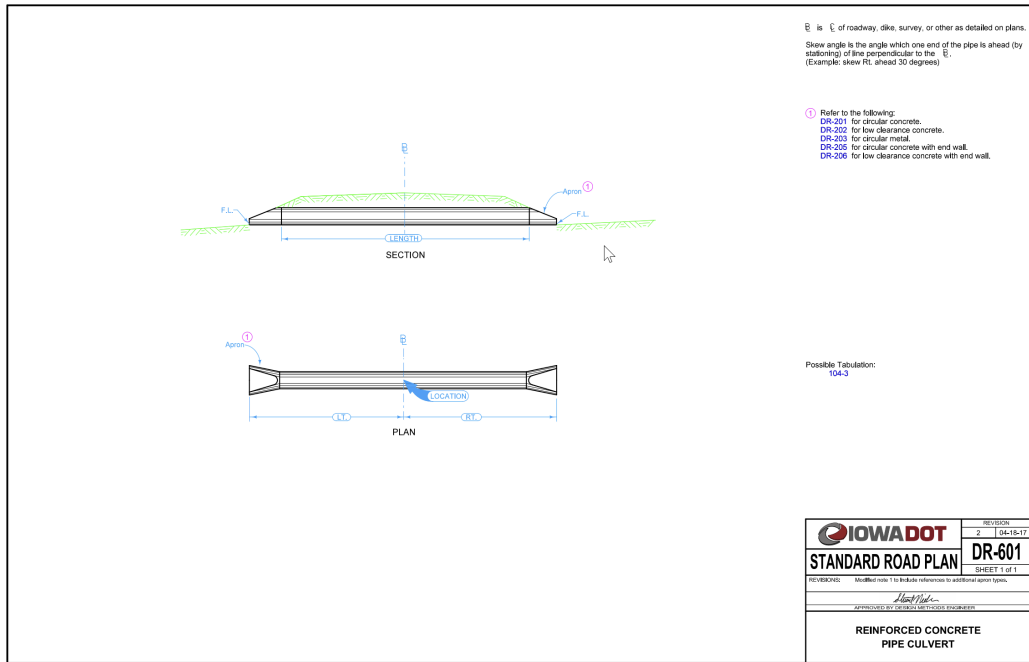 ℄ is ℄ of roadway, dike, survey, or other as detailed on plans.
Skew angle is the angle which one end of the pipe is ahead (by
stationing) of line perpendicular to the ℄.
(Example: skew Rt. ahead 30 degrees)
1 Refer to the following:
DR-201 for circular concrete.
DR-202 for low clearance concrete.
DR-203 for circular metal.
DR-205 for circular concrete with end wall.
DR-206 for low clearance concrete with end wall.
Apron 1
F.L.
F.L.
LENGTH
SECTION
1
Apron
LOCATION
LT.
RT.
PLAN
Possible Tabulation:
104-3
IOWADOT
REVISION
2 04-18-17
STANDARD ROAD PLAN
DR-601
SHEET 1 of 1
REVISIONS: Modified note 1 to include references to additional apron types.
APPROVED BY DESIGN METHODS ENGINEER
REINFORCED CONCRETE
PIPE CULVERT